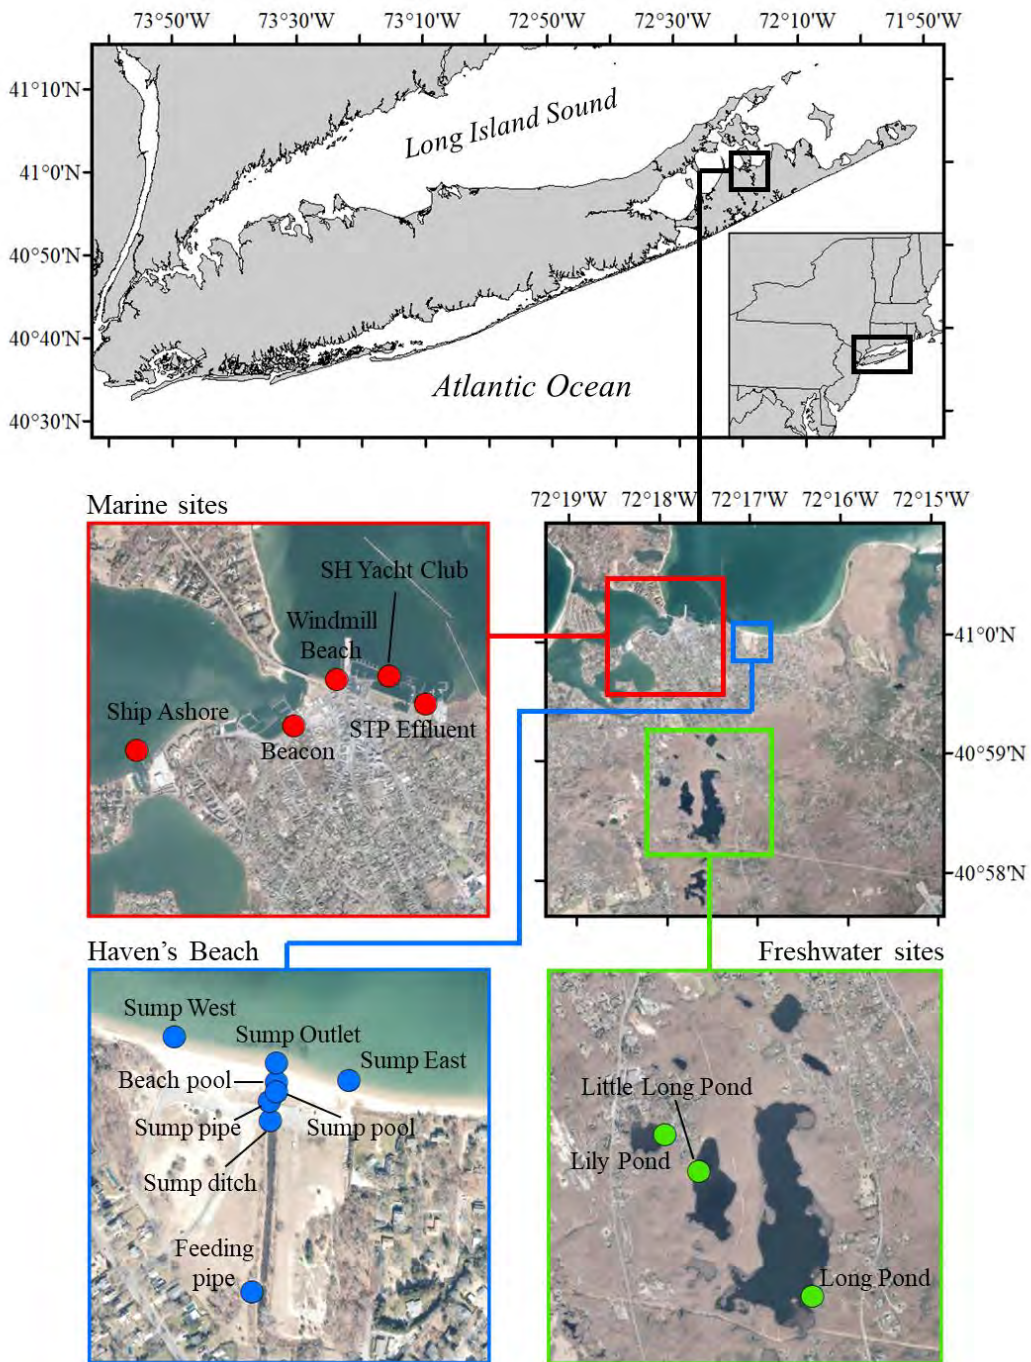 73°50'W 73°30'W 73°10'W 72°50'W 72°30'W 72°10'W 71°50'W
41°10'N
41°0'N
40°50'N
40°40'N
40°30'N
Long Island Sound
Atlantic Ocean
Marine sites
SH Yacht Club
Windmill
Beach
Ship Ashore
Beacon
STP Effluent
72°19'W 72°18'W 72°17'W 72°16'W 72°15'W
41°0'N
40°59'N
40°58'N
Haven's Beach
Sump West
Sump Outlet
Sump East
Beach pool
Sump pipe
Sump pool
Sump ditch
Feeding
pipe
Freshwater sites
Little Long Pond
Lily Pond
Long Pond